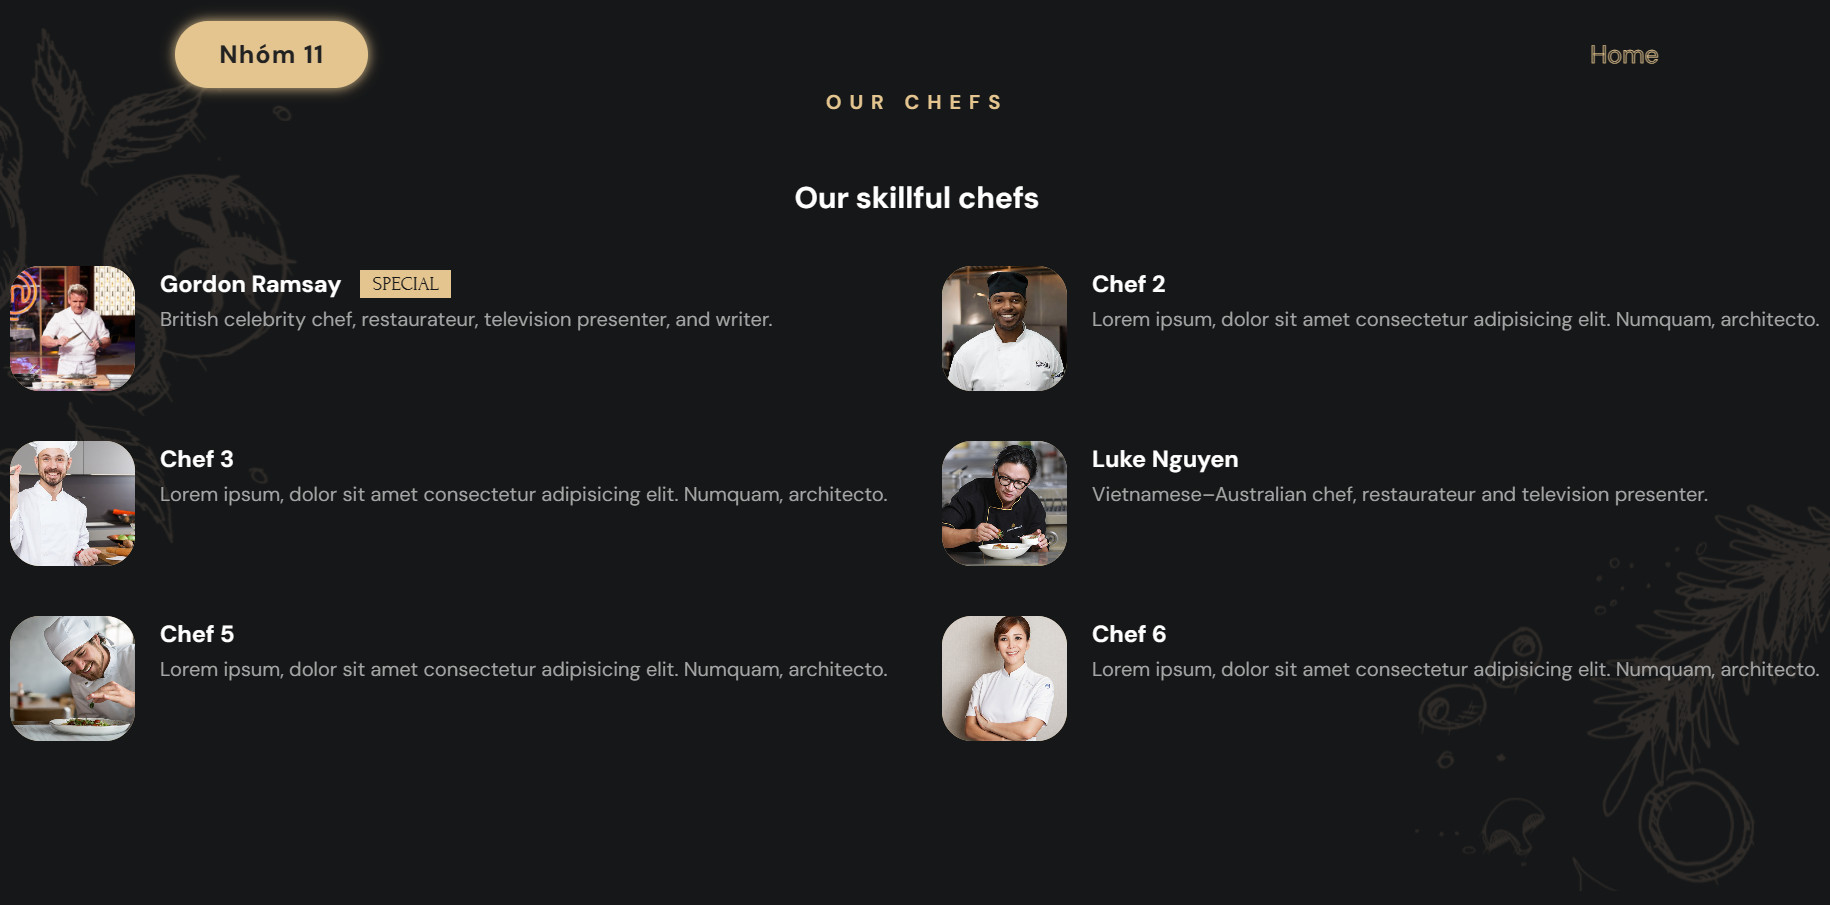 Nhóm 11
Home
OUR CHEFS
Our skillful chefs
Gordon Ramsay SPECIAL
British celebrity chef, restaurateur, television presenter, and writer.
Chef 2
Lorem ipsum, dolor sit amet consectetur adipisicing elit. Numquam, architecto.
Chef 3
Lorem ipsum, dolor sit amet consectetur adipisicing elit. Numquam, architecto.
Luke Nguyen
Vietnamese–Australian chef, restaurateur and television presenter.
Chef 5
Lorem ipsum, dolor sit amet consectetur adipisicing elit. Numquam, architecto.
Chef 6
Lorem ipsum, dolor sit amet consectetur adipisicing elit. Numquam, architecto.